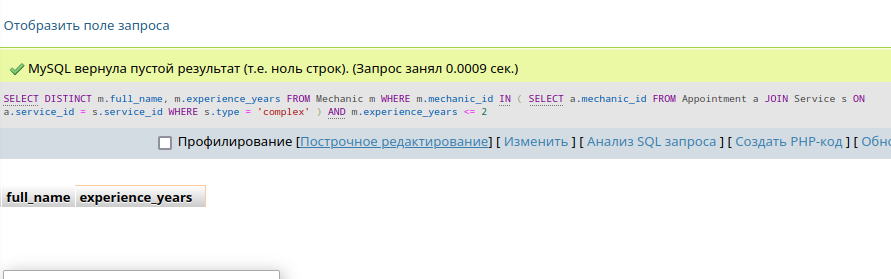 Отобразить поле запроса
MySQL вернула пустой результат (т.е. ноль строк). (Запрос занял 0.0009 сек.)
SELECT DISTINCT m.full_name, m.experience_years FROM Mechanic m WHERE m.mechanic_id IN ( SELECT a.mechanic_id FROM Appointment a JOIN Service s ON
a.service_id = s.service_id WHERE s.type = 'complex' ) AND m.experience_years <= 2
Профилирование [Построчное редактирование] [ Изменить ] [ Анализ SQL запроса ] [ Создать PHP-код ] [ Обно
full_name experience_years